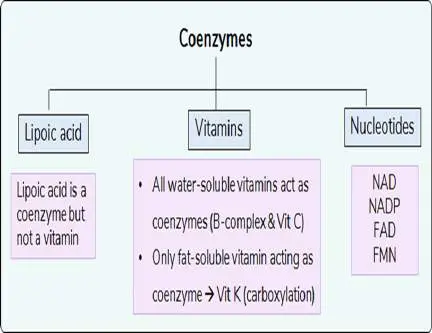 Coenzymes
Lipoic acid
Vitamins
Nucleotides
Lipoic acid is a
coenzyme but
not a vitamin
• All water-soluble vitamins act as
coenzymes (B-complex & Vit C)
• Only fat-soluble vitamin acting as
coenzyme → Vit K (carboxylation)
NAD
NADP
FAD
FMN